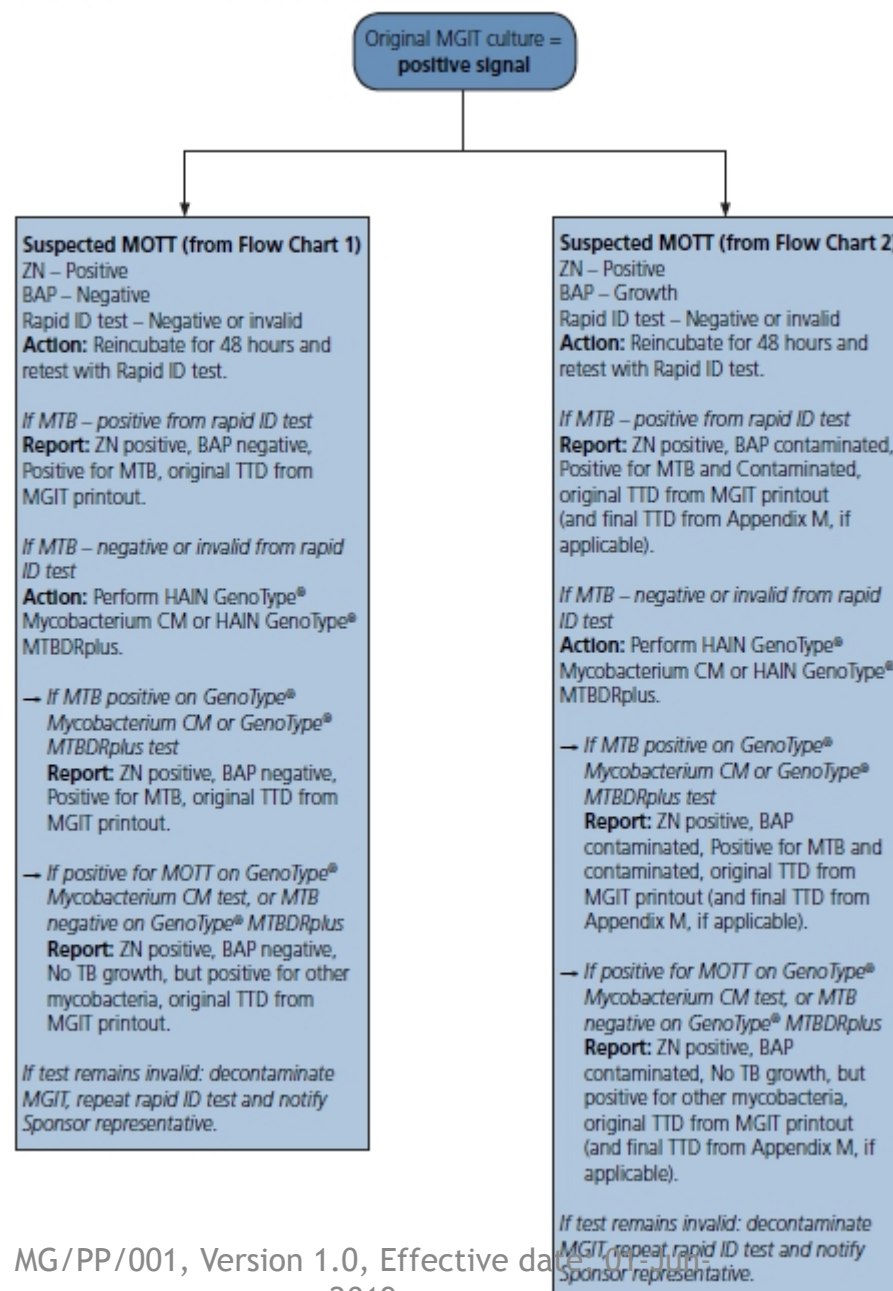 Original MGIT culture =
positive signal
Suspected MOTT (from Flow Chart 1)
ZN – Positive
BAP – Negative
Rapid ID test – Negative or invalid
Action: Reincubate for 48 hours and
retest with Rapid ID test.
If MTB – positive from rapid ID test
Report: ZN positive, BAP negative,
Positive for MTB, original TTD from
MGIT printout.
If MTB – negative or invalid from rapid
ID test
Action: Perform HAIN GenoType®
Mycobacterium CM or HAIN GenoType®
MTBDRplus.
→ If MTB positive on GenoType®
Mycobacterium CM or GenoType®
MTBDRplus test
Report: ZN positive, BAP negative,
Positive for MTB, original TTD from
MGIT printout.
→ If positive for MOTT on GenoType®
Mycobacterium CM test, or MTB
negative on GenoType® MTBDRplus
Report: ZN positive, BAP negative,
No TB growth, but positive for other
mycobacteria, original TTD from
MGIT printout.
If test remains invalid: decontaminate
MGIT, repeat rapid ID test and notify
Sponsor representative.
Suspected MOTT (from Flow Chart 2)
ZN – Positive
BAP – Growth
Rapid ID test – Negative or invalid
Action: Reincubate for 48 hours and
retest with Rapid ID test.
If MTB – positive from rapid ID test
Report: ZN positive, BAP contaminated,
Positive for MTB and Contaminated,
original TTD from MGIT printout
(and final TTD from Appendix M, if
applicable).
If MTB – negative or invalid from rapid
ID test
Action: Perform HAIN GenoType®
Mycobacterium CM or HAIN GenoType®
MTBDRplus.
→ If MTB positive on GenoType®
Mycobacterium CM or GenoType®
MTBDRplus test
Report: ZN positive, BAP
contaminated, Positive for MTB and
contaminated, original TTD from
MGIT printout (and final TTD from
Appendix M, if applicable).
→ If positive for MOTT on GenoType®
Mycobacterium CM test, or MTB
negative on GenoType® MTBDRplus
Report: ZN positive, BAP
contaminated, No TB growth, but
positive for other mycobacteria,
original TTD from MGIT printout
(and final TTD from Appendix M, if
applicable).
If test remains invalid: decontaminate
MGIT, repeat rapid ID test and notify
Sponsor representative.
MG/PP/001, Version 1.0, Effective date: 01-Jun-